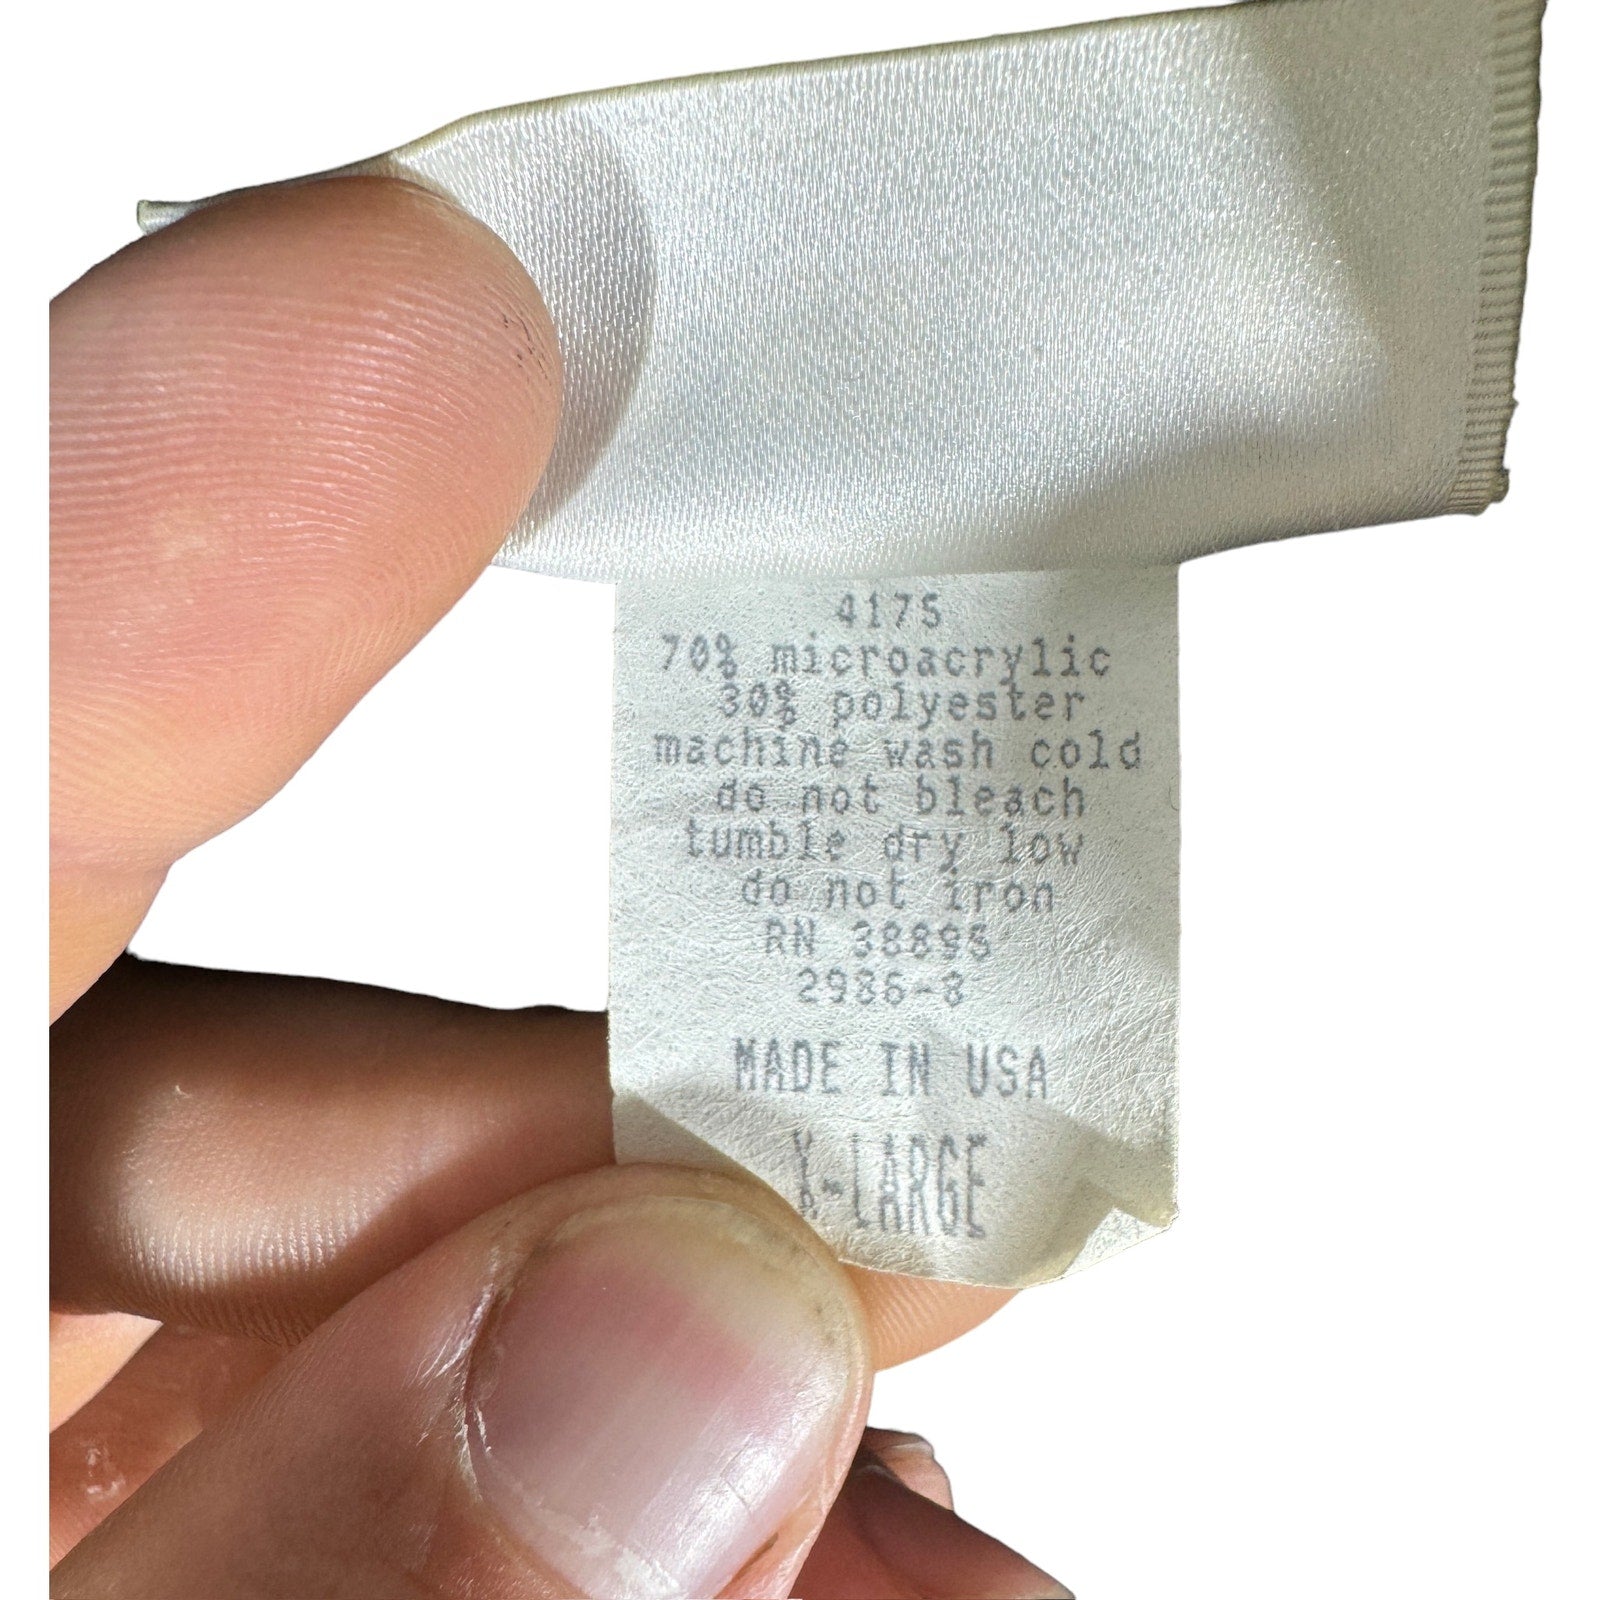 4175
70% microacrylic
30% polyester
machine wash cold
do not bleach
tumble dry low
do not iron
RN 38895
2986-8
MADE IN USA
X-LARGE